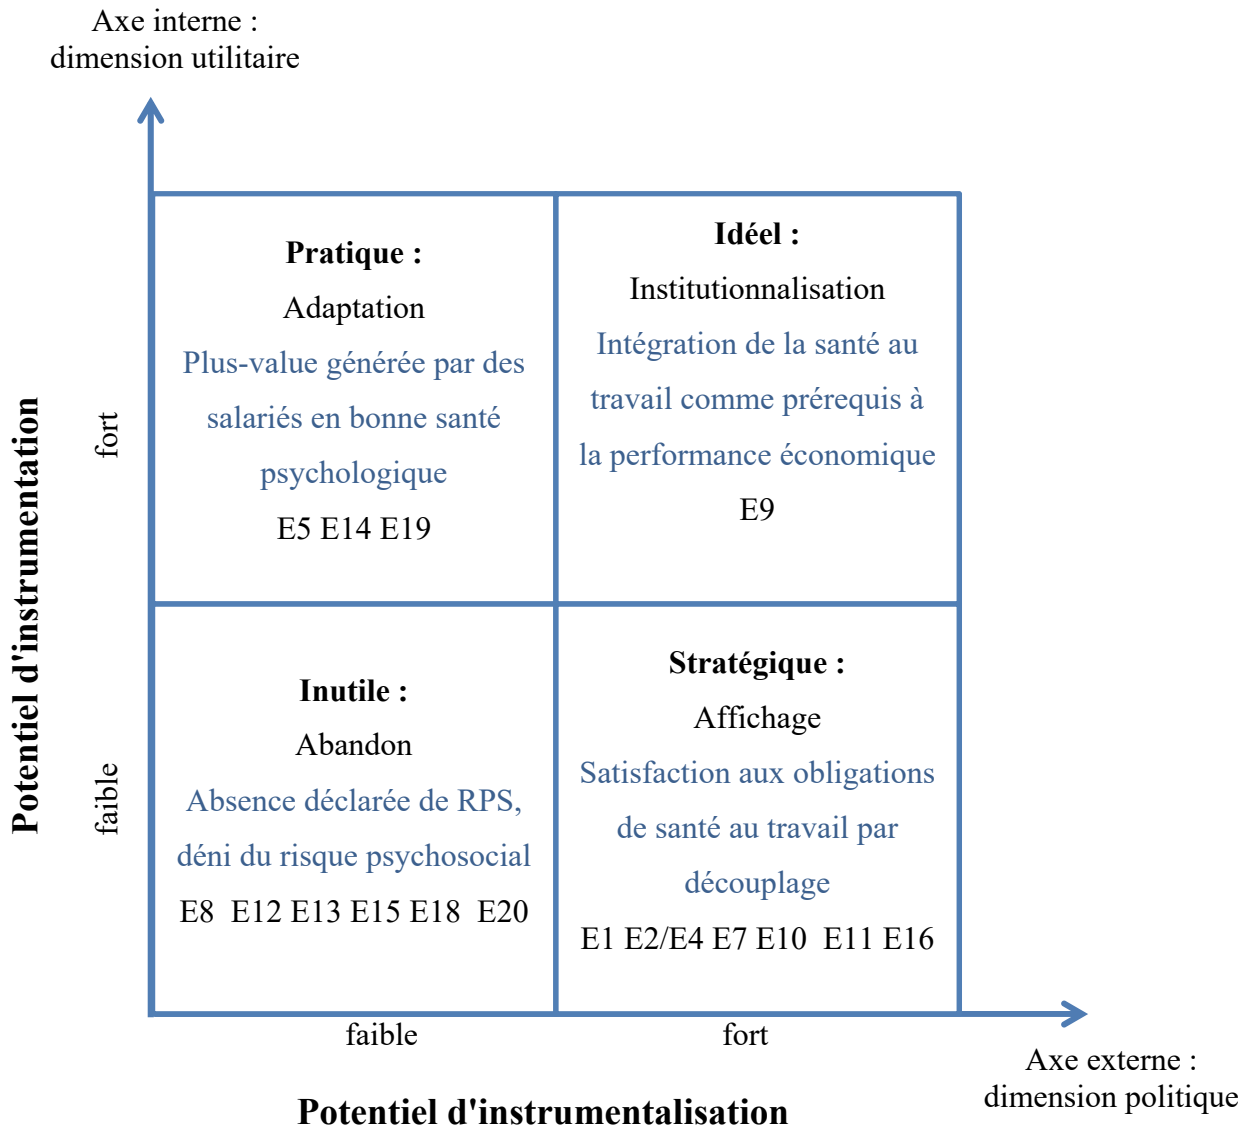 Axe interne :
dimension utilitaire
Potentiel d'instrumentation
fort
faible
Pratique :
Adaptation
Plus-value générée par des
salariés en bonne santé
psychologique
E5 E14 E19
Idéel :
Institutionnalisation
Intégration de la santé au
travail comme prérequis à
la performance économique
E9
Inutile :
Abandon
Absence déclarée de RPS,
déni du risque psychosocial
E8 E12 E13 E15 E18 E20
Stratégique :
Affichage
Satisfaction aux obligations
de santé au travail par
découplage
E1 E2/E4 E7 E10 E11 E16
faible
fort
Axe externe :
dimension politique
Potentiel d'instrumentalisation